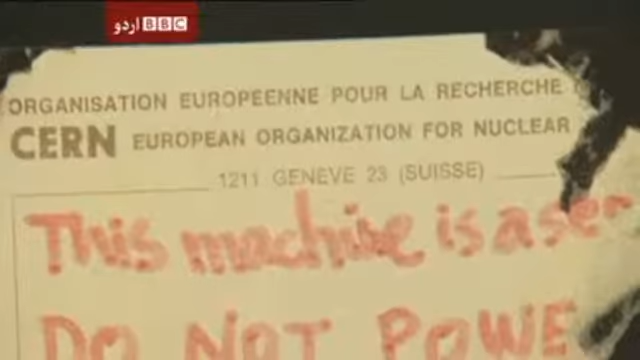 BBC اردو
ORGANISATION EUROPEENNE POUR LA RECHERCHE
CERN EUROPEAN ORGANIZATION FOR NUCLEAR
1211 GENEVE 23 (SUISSE)
This machine is a se
DO NOT POWE